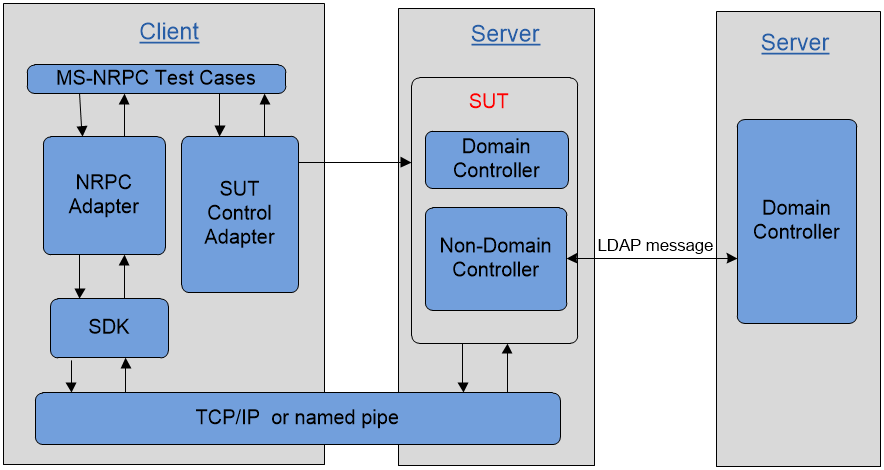 Client
MS-NRPC Test Cases
NRPC
Adapter
SUT
Control
Adapter
SDK
TCP/IP or named pipe
Server
SUT
Domain
Controller
Non-Domain
Controller
LDAP message
Server
Domain
Controller